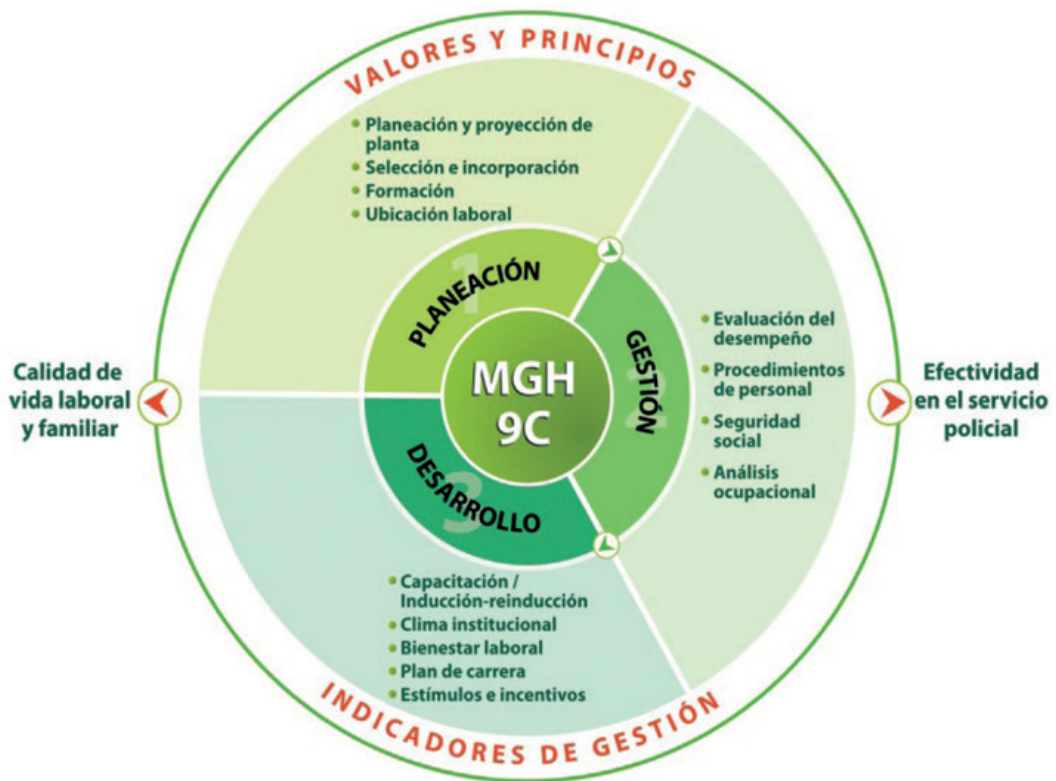 VALORES Y PRINCIPIOS
• Planeación y proyección de
planta
• Selección e incorporación
• Formación
• Ubicación laboral
1
PLANEACIÓN
MGH
9C
GESTIÓN
2
• Evaluación del
desempeño
• Procedimientos
de personal
• Seguridad
social
• Análisis
ocupacional
Calidad de
vida laboral
y familiar
Efectividad
en el servicio
policial
DESARROLLO
3
• Capacitación /
Inducción-reinducción
• Clima institucional
• Bienestar laboral
• Plan de carrera
• Estímulos e incentivos
INDICADORES DE GESTIÓN